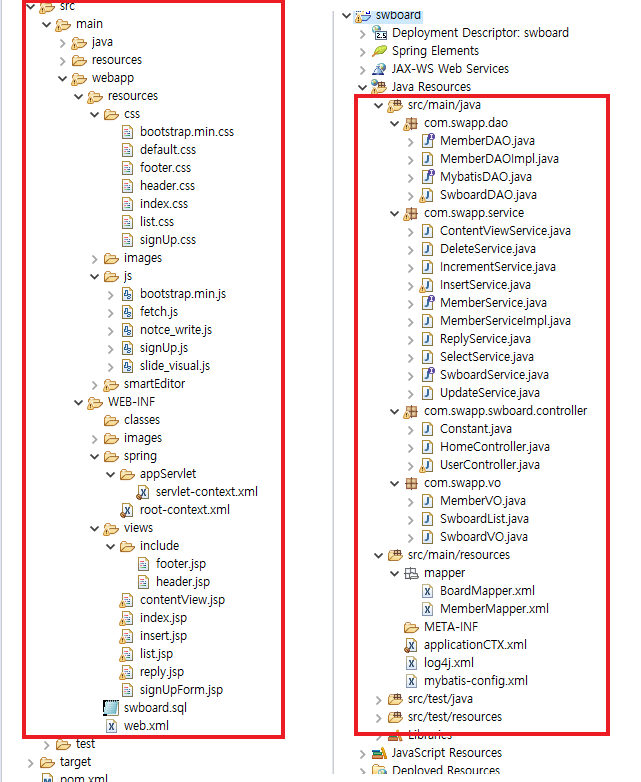 src
main
java
resources
webapp
resources
css
bootstrap.min.css
default.css
footer.css
header.css
index.css
list.css
signUp.css
images
js
bootstrap.min.js
fetch.js
notce_write.js
signUp.js
slide_visual.js
smartEditor
WEB-INF
classes
images
spring
appServlet
servlet-context.xml
root-context.xml
views
include
footer.jsp
header.jsp
contentView.jsp
index.jsp
insert.jsp
list.jsp
reply.jsp
signUpForm.jsp
swboard.sql
web.xml
test
target
pom.xml
swboard
Deployment Descriptor: swboard
Spring Elements
JAX-WS Web Services
Java Resources
src/main/java
com.swapp.dao
MemberDAO.java
MemberDAOImpl.java
MybatisDAO.java
SwboardDAO.java
com.swapp.service
ContentViewService.java
DeleteService.java
IncrementService.java
InsertService.java
MemberService.java
MemberServiceImpl.java
ReplyService.java
SelectService.java
SwboardService.java
UpdateService.java
com.swapp.swboard.controller
Constant.java
HomeController.java
UserController.java
com.swapp.vo
MemberVO.java
SwboardList.java
SwboardVO.java
src/main/resources
mapper
BoardMapper.xml
MemberMapper.xml
META-INF
applicationCTX.xml
log4j.xml
mybatis-config.xml
src/test/java
src/test/resources
Libraries
JavaScript Resources
Deployed Resources